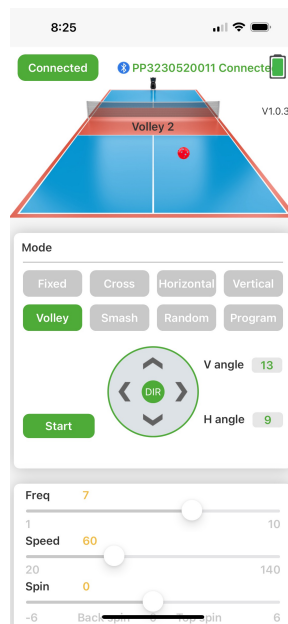 8:25
Connected
PP3230520011 Connecte
V1.0.3
Volley 2
Mode
Fixed Cross Horizontal Vertical
Volley Smash Random Program
DIR
V angle 13
H angle 9
Start
Freq 7
1 10
Speed 60
20 140
Spin 0
-6 Back spin 0 Top spin 6